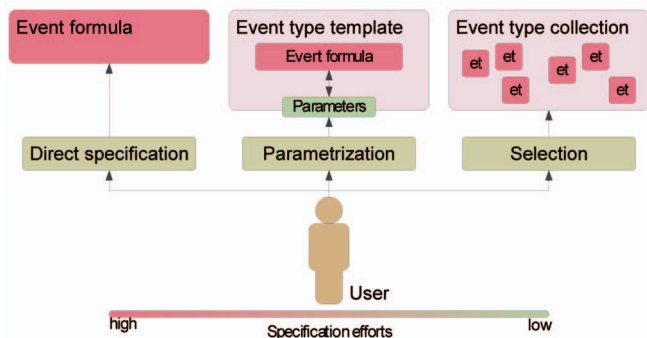 Event formula
Event type template
Event type collection
Evert formula
et
et
et
et
et
et
Parameters
Direct specification
Parametrization
Selection
User
high
low
Specification efforts